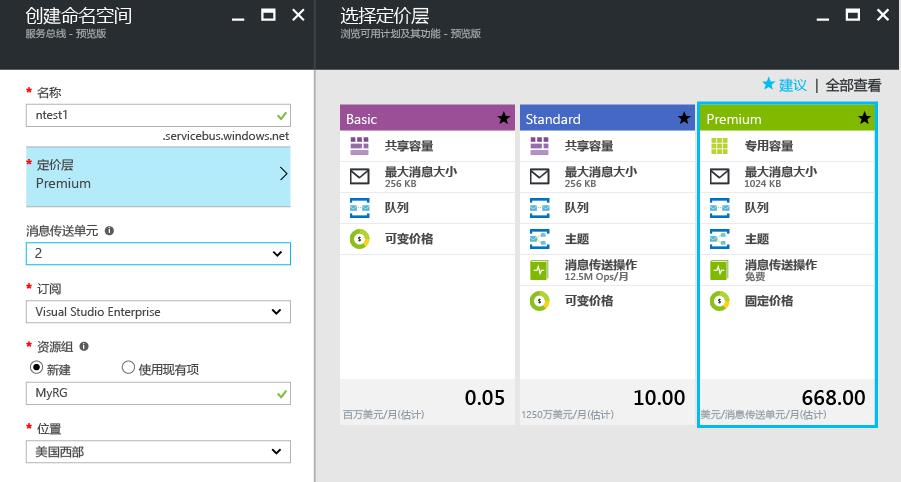 创建命名空间
服务总线 - 预览版
* 名称
ntest1
.servicebus.windows.net
* 定价层
Premium
消息传送单元
2
* 订阅
Visual Studio Enterprise
* 资源组
新建
使用现有项
MyRG
* 位置
美国西部
选择定价层
浏览可用计划及其功能 - 预览版
★ 建议 | 全部查看
Basic
共享容量
最大消息大小
256 KB
队列
可变价格
0.05
百万美元/月(估计)
Standard
共享容量
最大消息大小
256 KB
队列
主题
消息传送操作
12.5M Ops/月
可变价格
10.00
1250万美元/月(估计)
Premium
专用容量
最大消息大小
1024 KB
队列
主题
消息传送操作
免费
固定价格
668.00
美元/消息传送单元/月(估计)